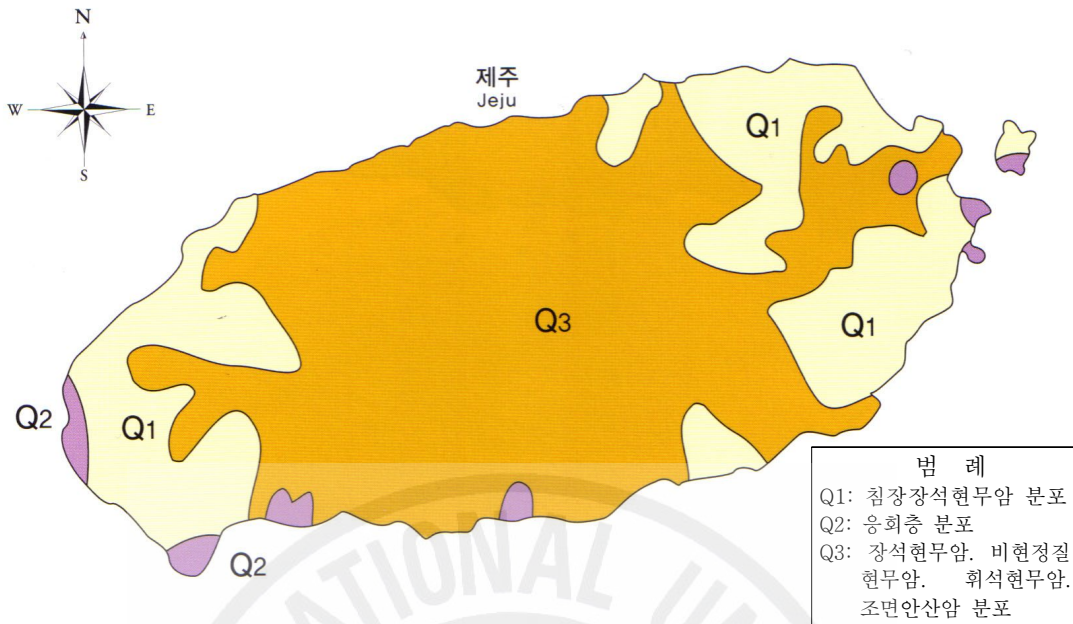 N
W
E
S
제주
Jeju
Q1
Q3
Q1
Q2
Q1
Q2
범 례
Q1: 침장장석현무암 분포
Q2: 응회층 분포
Q3: 장석현무암. 비현정질
현무암. 휘석현무암.
조면안산암 분포
NATIONAL UN